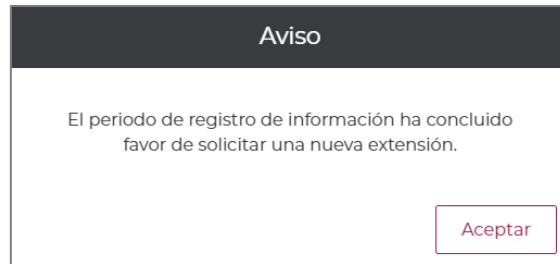 Aviso
El periodo de registro de información ha concluido
favor de solicitar una nueva extensión.
Aceptar